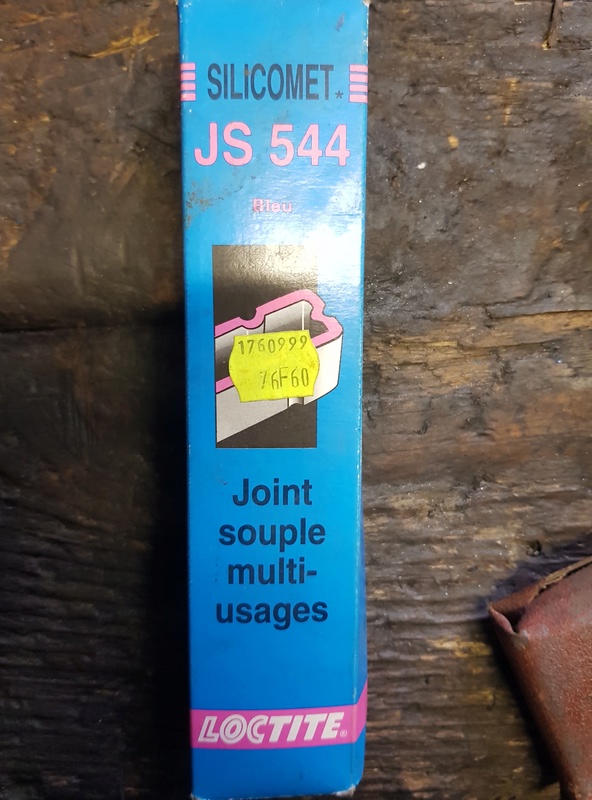 SILICOMET*
JS 544
Bleu
1760999
76F60
Joint
souple
multi-
usages
LOCTITE®